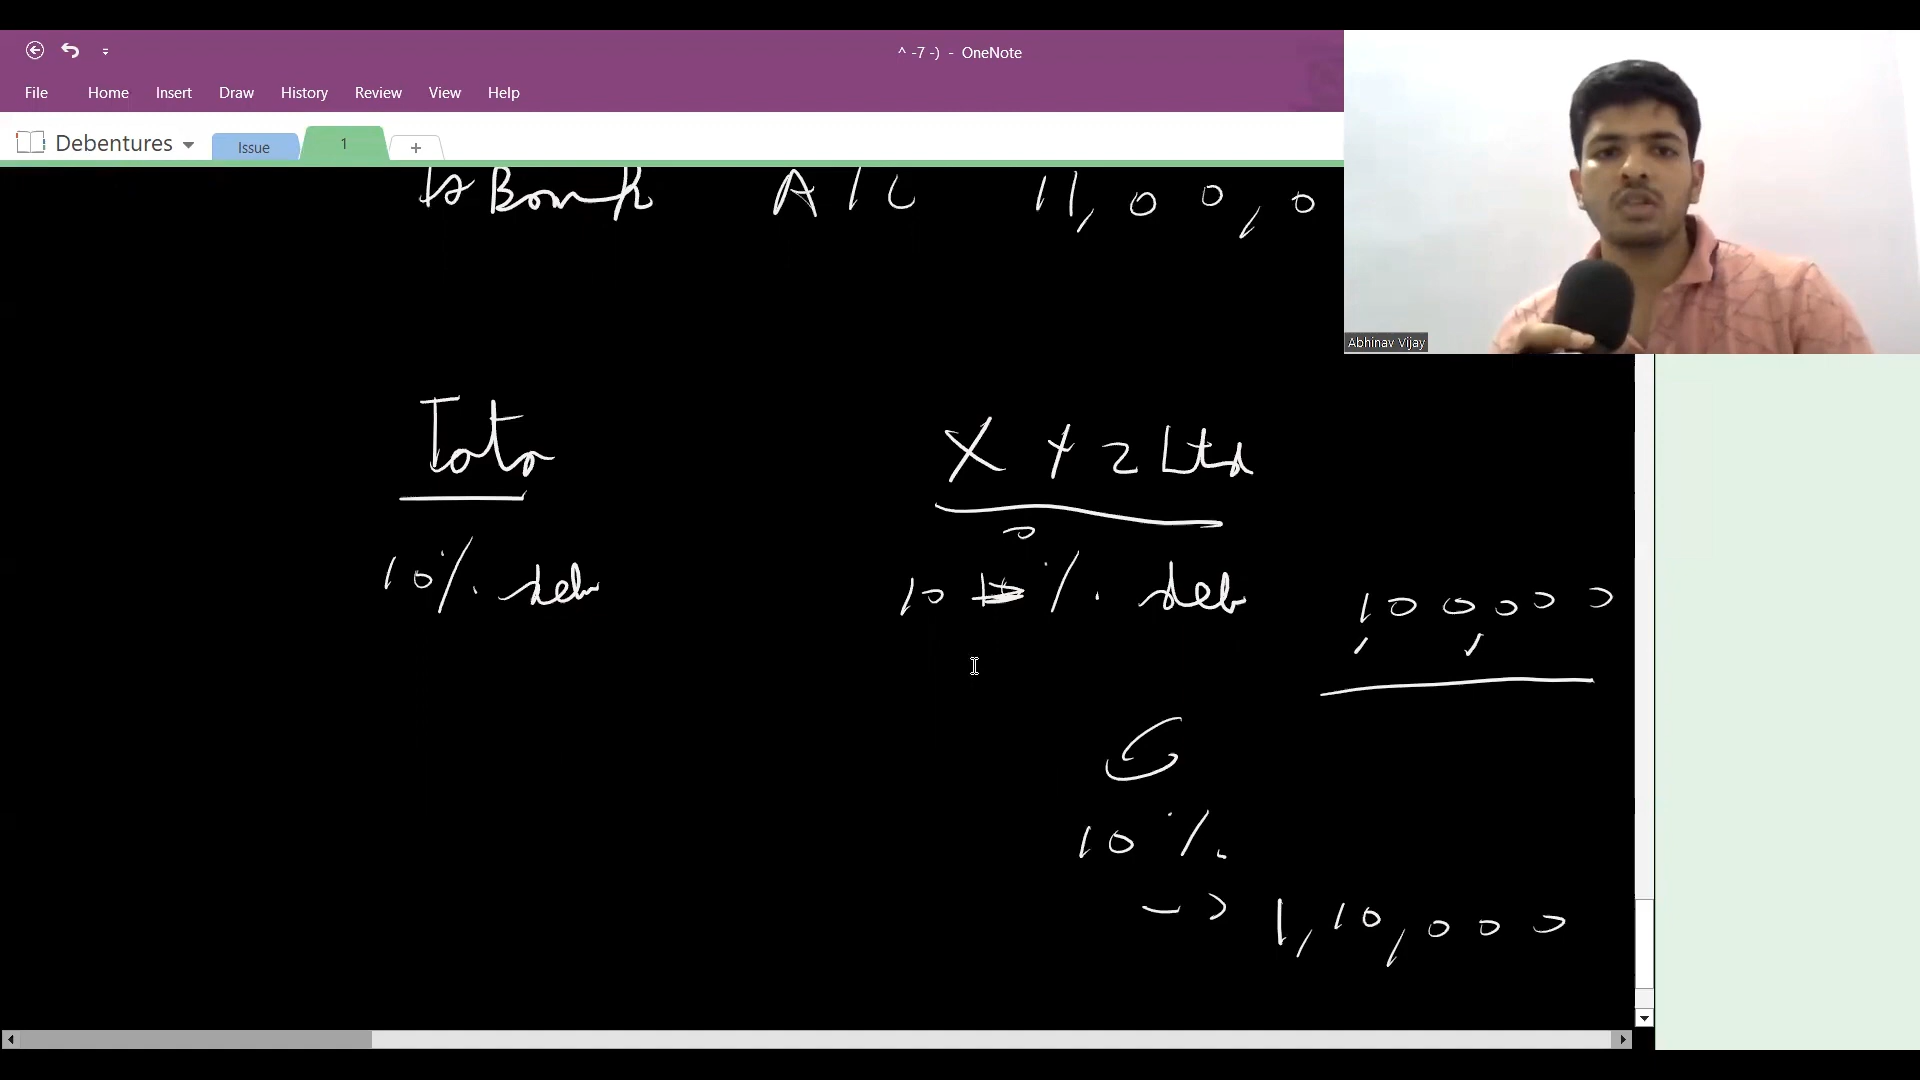 ^ -7 -) - OneNote
File Home Insert Draw History Review View Help
Debentures Issue 1 +
to Bank A/C 11,00,0
Abhinav Vijay
Tata
XYZ Ltd
10% deb
10 % deb
1,00,000
10%
-> 1,10,000